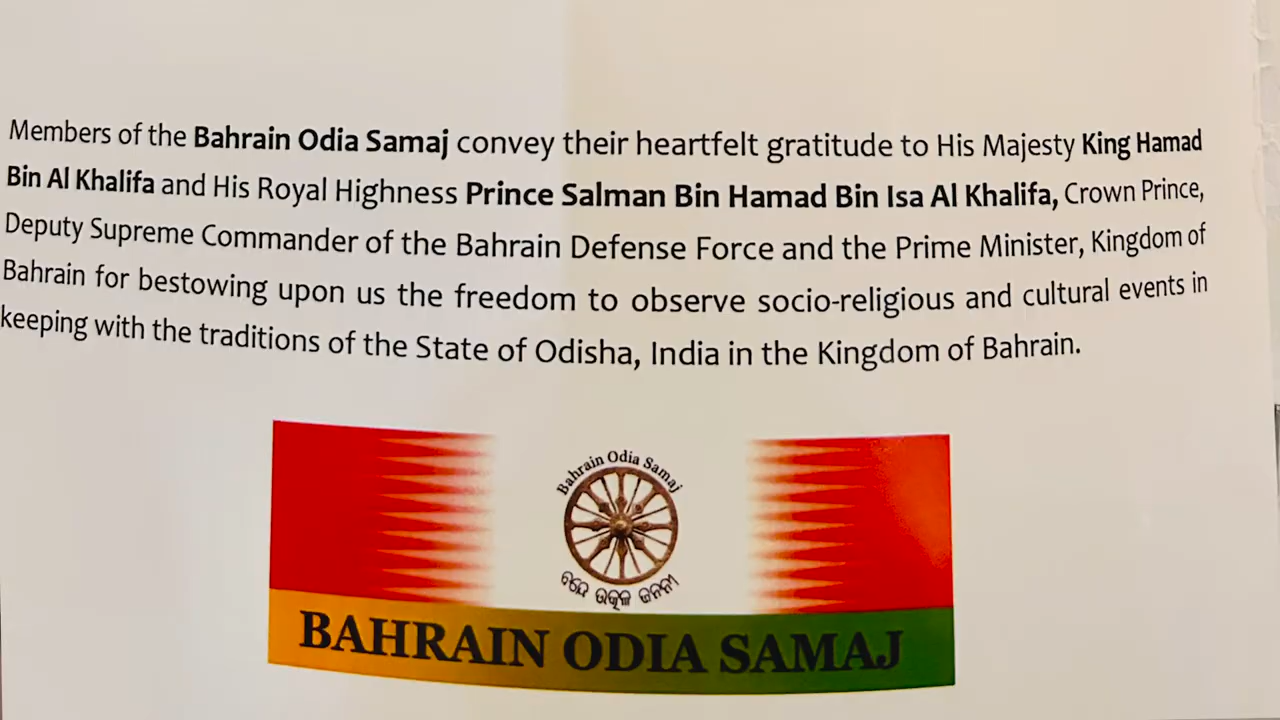 Members of the Bahrain Odia Samaj convey their heartfelt gratitude to His Majesty King Hamad
Bin Al Khalifa and His Royal Highness Prince Salman Bin Hamad Bin Isa Al Khalifa, Crown Prince,
Deputy Supreme Commander of the Bahrain Defense Force and the Prime Minister, Kingdom of
Bahrain for bestowing upon us the freedom to observe socio-religious and cultural events in
keeping with the traditions of the State of Odisha, India in the Kingdom of Bahrain.
Bahrain Odia Samaj
ବନ୍ଦେ ଉତ୍କଳ ଜନନୀ
BAHRAIN ODIA SAMAJ